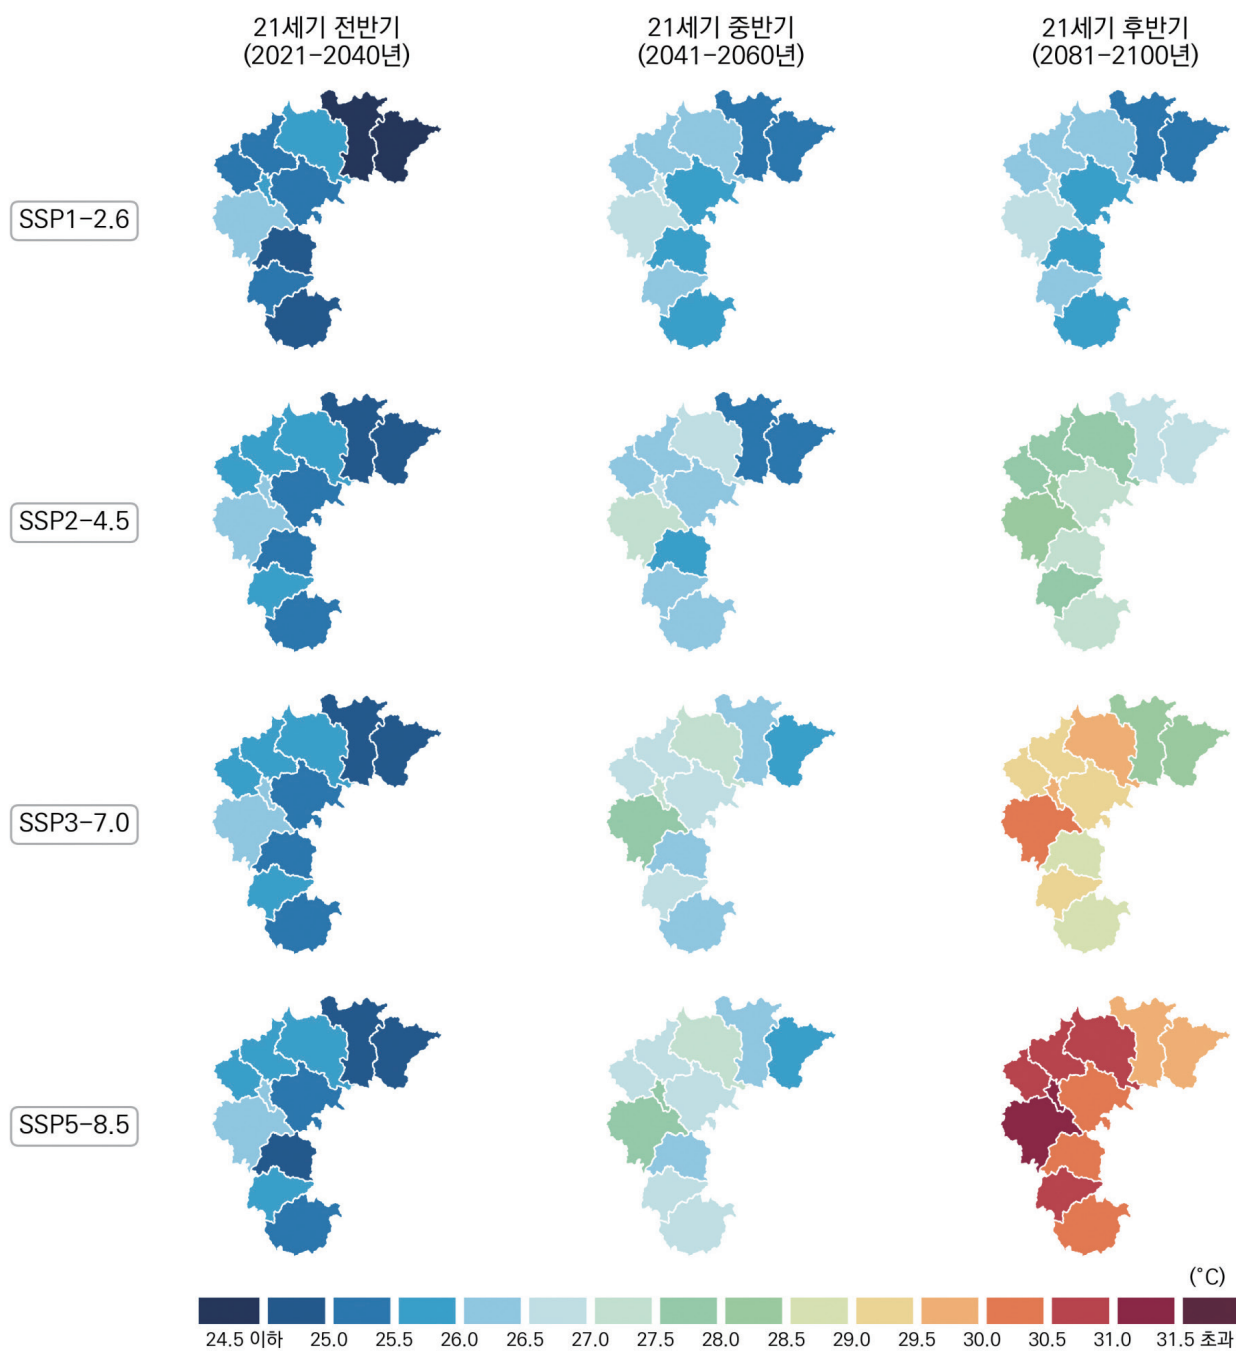 21세기 전반기
(2021-2040년)
21세기 중반기
(2041-2060년)
21세기 후반기
(2081-2100년)
SSP1-2.6
SSP2-4.5
SSP3-7.0
SSP5-8.5
(°C)
24.5 이하 25.0 25.5 26.0 26.5 27.0 27.5 28.0 28.5 29.0 29.5 30.0 30.5 31.0 31.5 초과